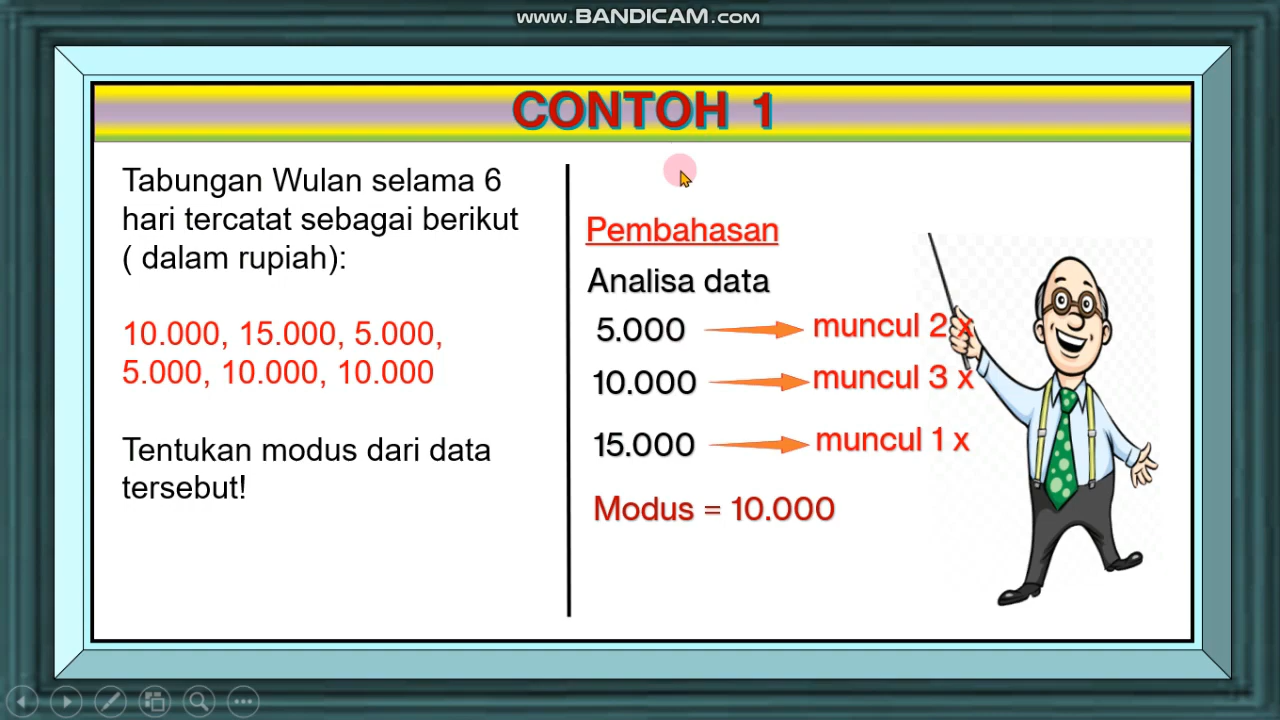 www.BANDICAM.com
CONTOH 1
Tabungan Wulan selama 6
hari tercatat sebagai berikut
( dalam rupiah):
10.000, 15.000, 5.000,
5.000, 10.000, 10.000
Tentukan modus dari data
tersebut!
Pembahasan
Analisa data
5.000 muncul 2 x
10.000 muncul 3 x
15.000 muncul 1 x
Modus = 10.000